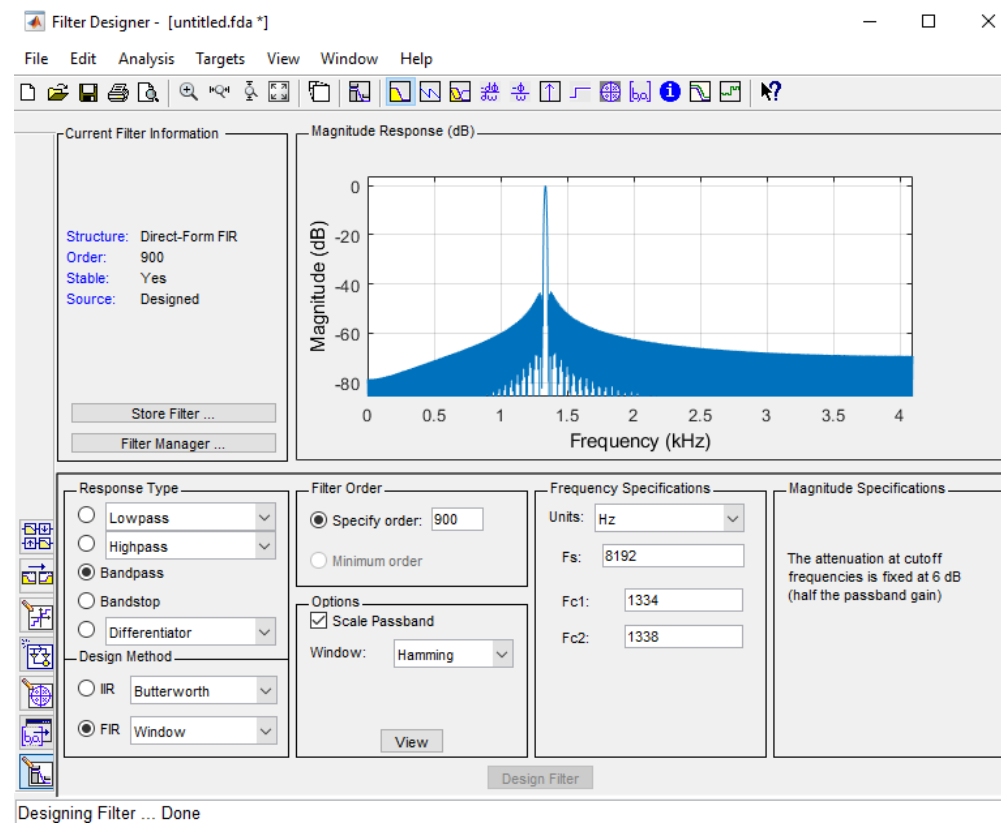 Filter Designer - [untitled.fda *]
File Edit Analysis Targets View Window Help
Current Filter Information
Structure: Direct-Form FIR
Order: 900
Stable: Yes
Source: Designed
Store Filter ...
Filter Manager ...
Magnitude Response (dB)
Magnitude (dB)
0
-20
-40
-60
-80
0 0.5 1 1.5 2 2.5 3 3.5 4
Frequency (kHz)
Response Type
Lowpass
Highpass
Bandpass
Bandstop
Differentiator
Design Method
IIR Butterworth
FIR Window
Filter Order
Specify order: 900
Minimum order
Options
Scale Passband
Window: Hamming
View
Frequency Specifications
Units: Hz
Fs: 8192
Fc1: 1334
Fc2: 1338
Magnitude Specifications
The attenuation at cutoff
frequencies is fixed at 6 dB
(half the passband gain)
Design Filter
Designing Filter ... Done